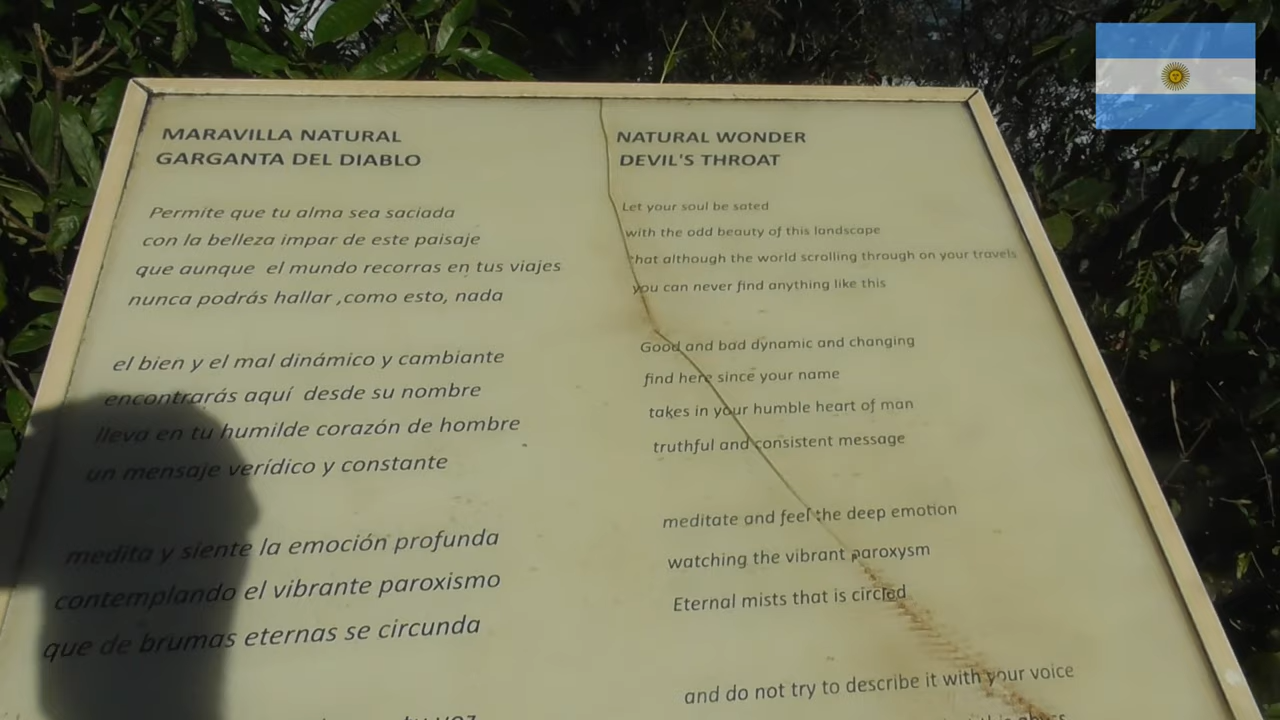 MARAVILLA NATURAL
GARGANTA DEL DIABLO
Permite que tu alma sea saciada
con la belleza impar de este paisaje
que aunque el mundo recorras en tus viajes
nunca podrás hallar ,como esto, nada
el bien y el mal dinámico y cambiante
encontrarás aquí desde su nombre
lleva en tu humilde corazón de hombre
un mensaje verídico y constante
medita y siente la emoción profunda
contemplando el vibrante paroxismo
que de brumas eternas se circunda
NATURAL WONDER
DEVIL'S THROAT
Let your soul be sated
with the odd beauty of this landscape
that although the world scrolling through on your travels
you can never find anything like this
Good and bad dynamic and changing
find here since your name
takes in your humble heart of man
truthful and consistent message
meditate and feel the deep emotion
watching the vibrant paroxysm
Eternal mists that is circled
and do not try to describe it with your voice